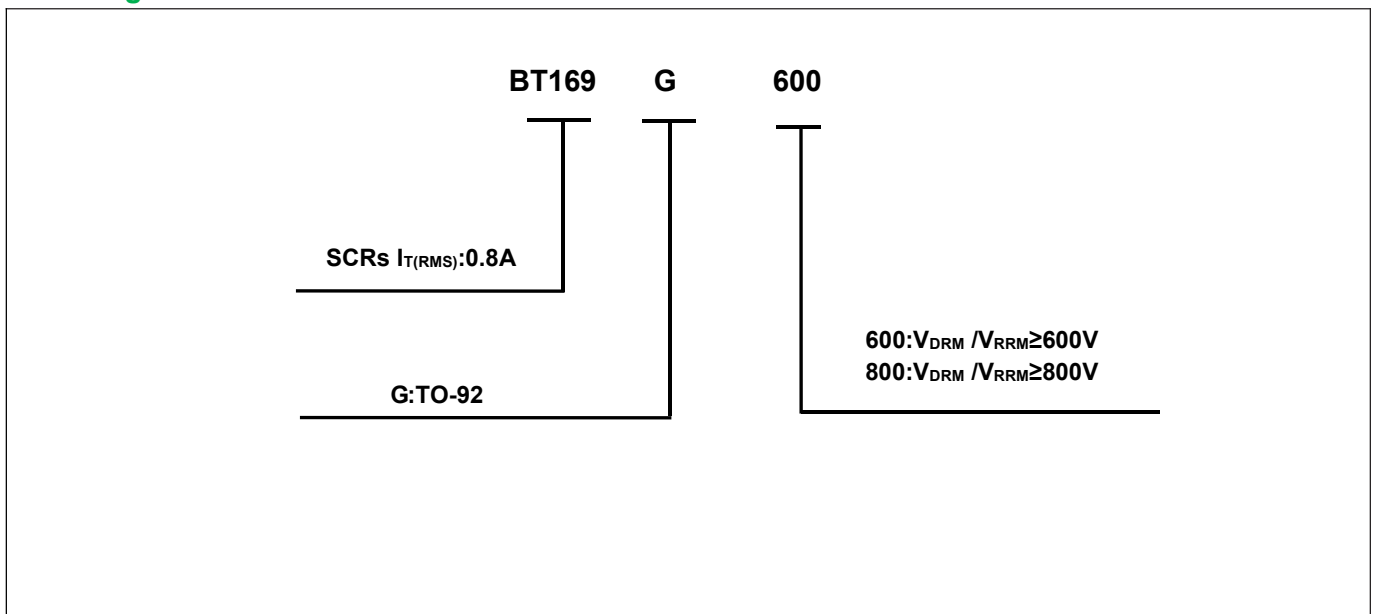 BT169 G 600
SCRs IT(RMS):0.8A
600:VDRM /VRRM≥600V
800:VDRM /VRRM≥800V
G:TO-92